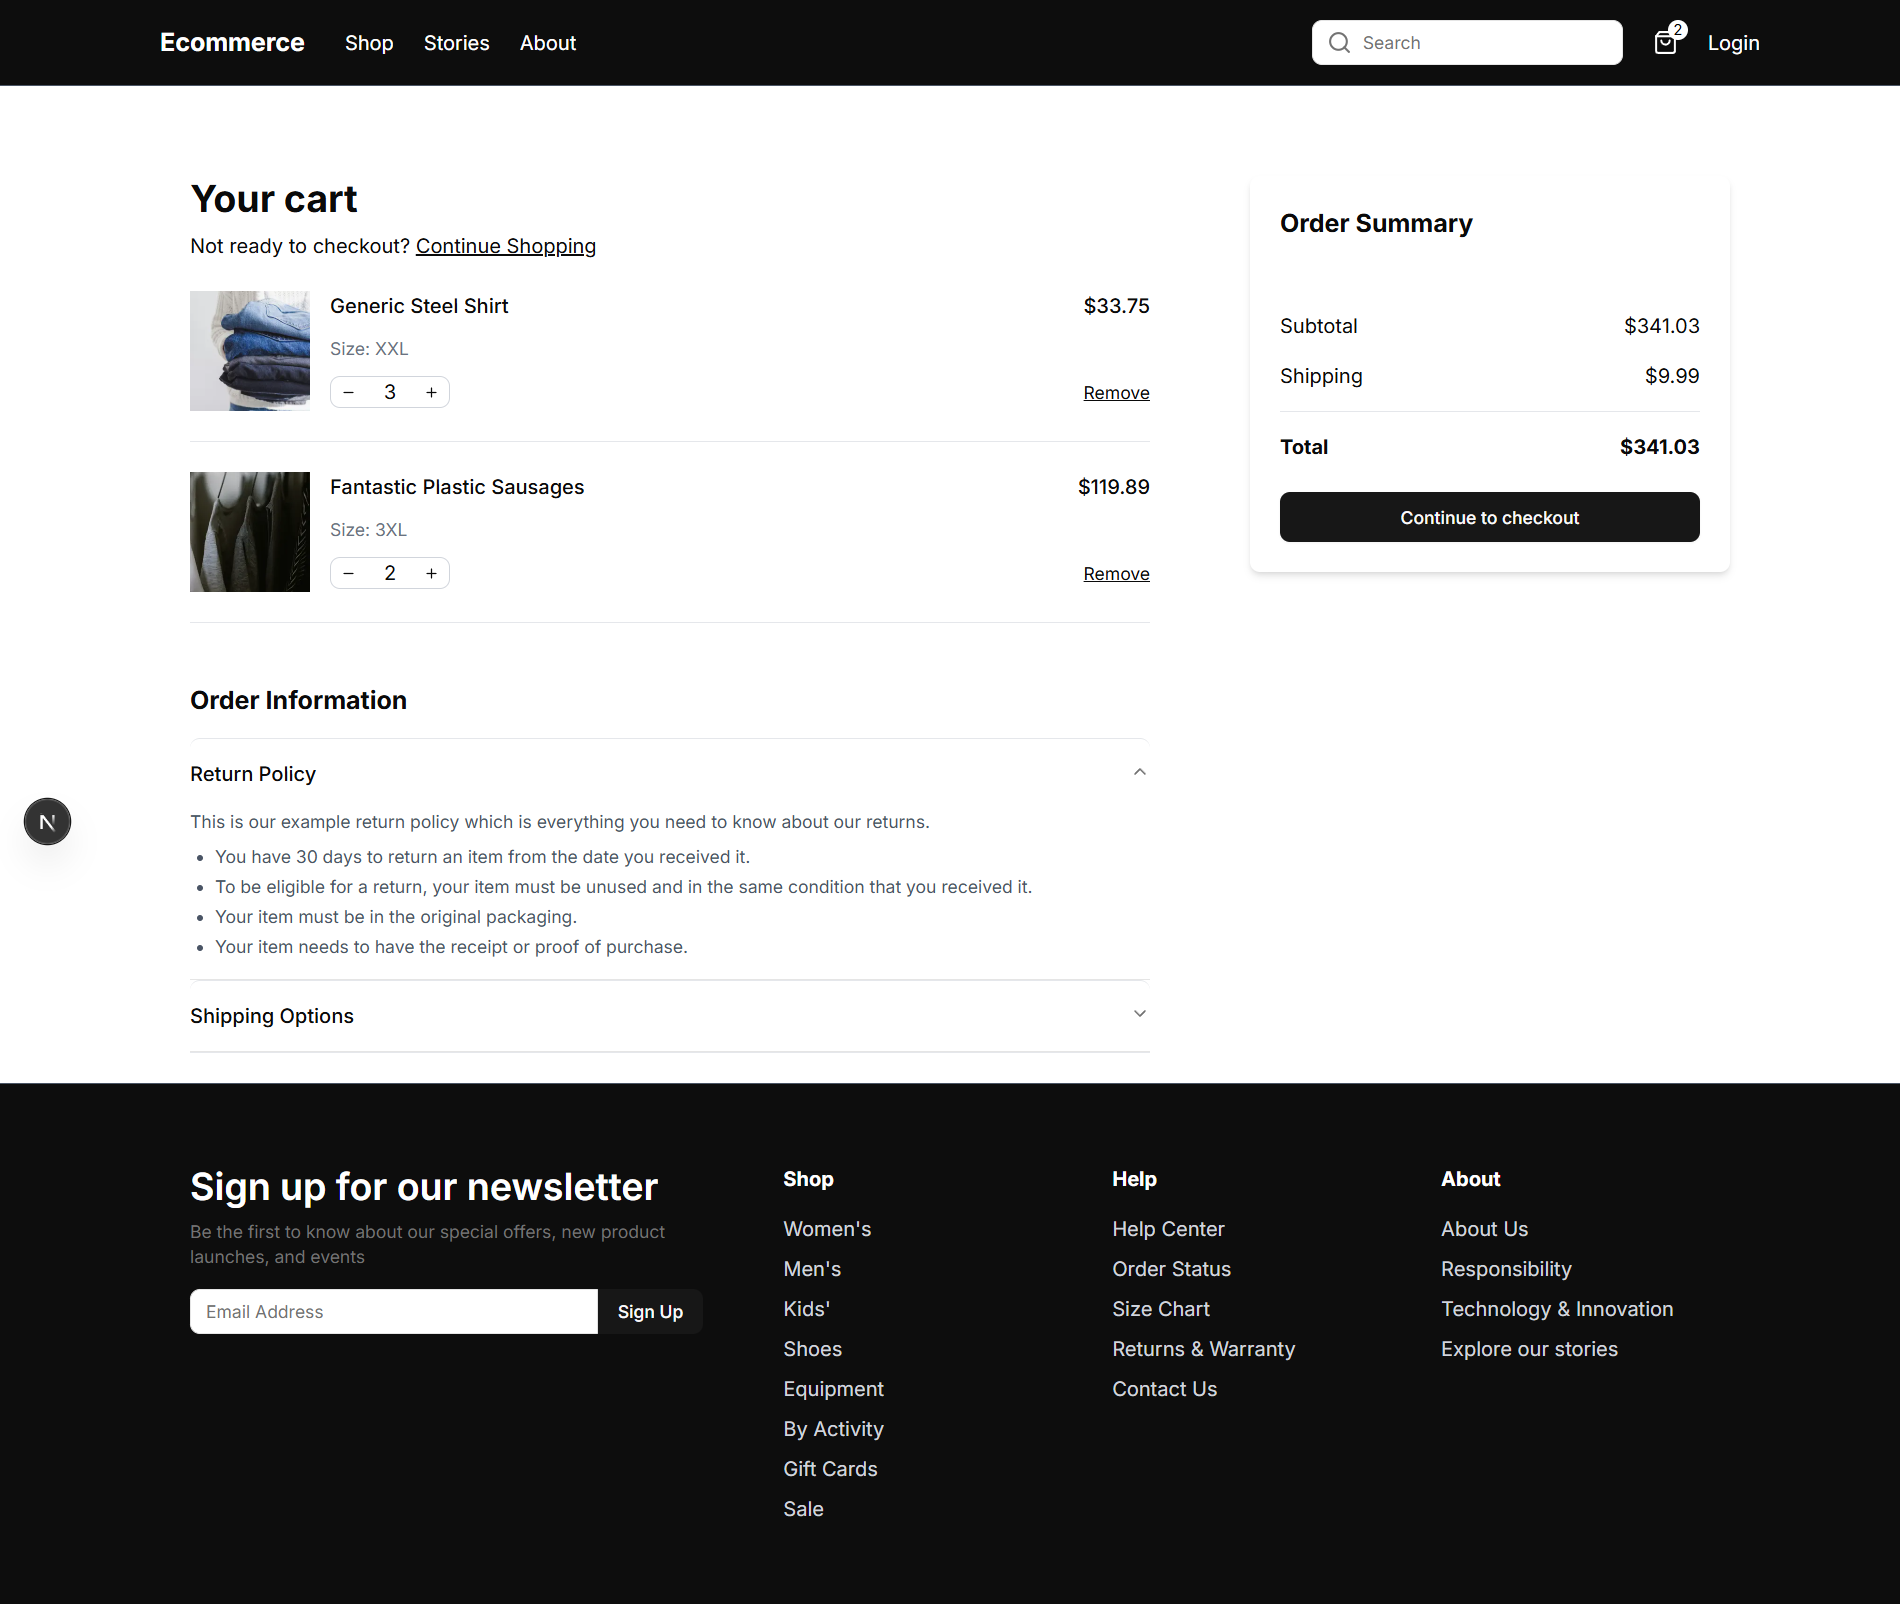 Ecommerce Shop Stories About Search 2 Login
Your cart
Not ready to checkout? Continue Shopping
Generic Steel Shirt $33.75
Size: XXL
− 3 + Remove
Fantastic Plastic Sausages $119.89
Size: 3XL
− 2 + Remove
Order Summary
Subtotal $341.03
Shipping $9.99
Total $341.03
Continue to checkout
Order Information
Return Policy
This is our example return policy which is everything you need to know about our returns.
• You have 30 days to return an item from the date you received it.
• To be eligible for a return, your item must be unused and in the same condition that you received it.
• Your item must be in the original packaging.
• Your item needs to have the receipt or proof of purchase.
Shipping Options
N
Sign up for our newsletter
Be the first to know about our special offers, new product
launches, and events
Email Address Sign Up
Shop
Women's
Men's
Kids'
Shoes
Equipment
By Activity
Gift Cards
Sale
Help
Help Center
Order Status
Size Chart
Returns & Warranty
Contact Us
About
About Us
Responsibility
Technology & Innovation
Explore our stories